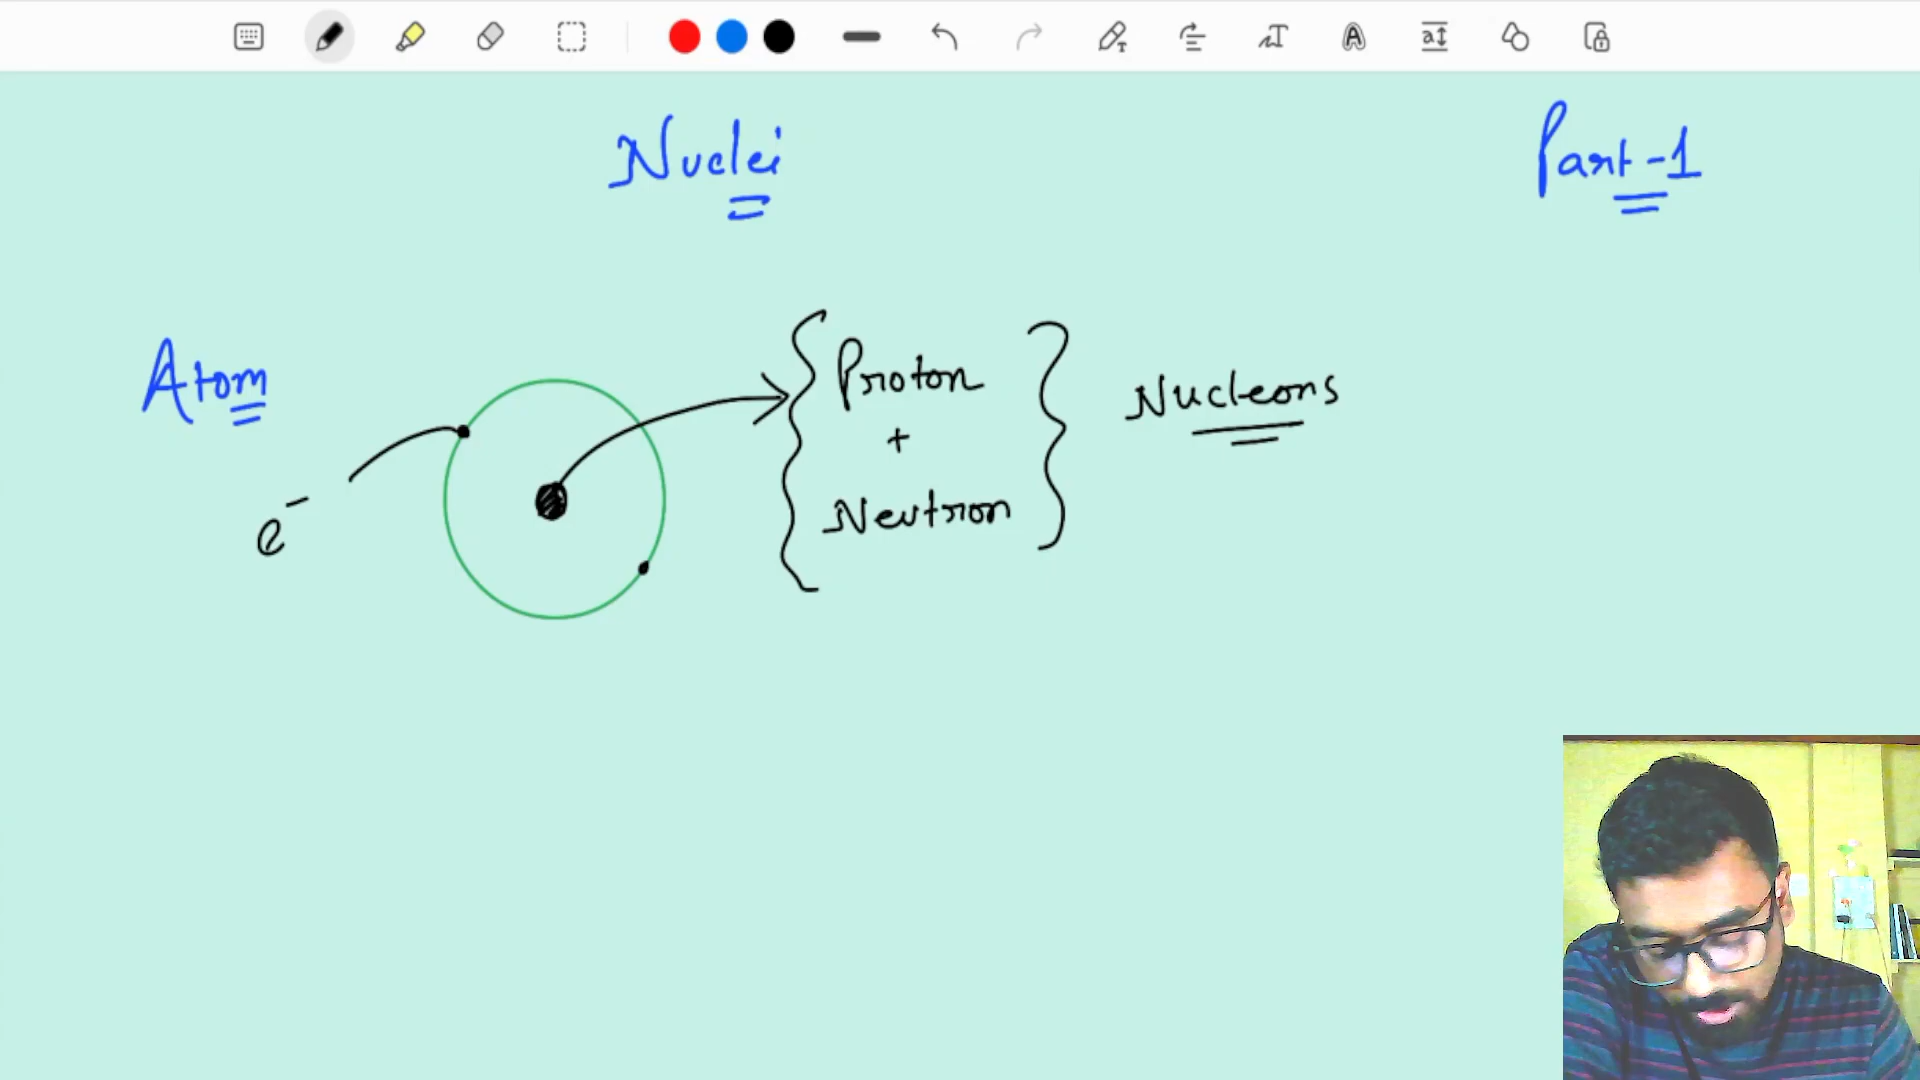 Nuclei
Part-1
Atom
e⁻
Proton
+
Neutron
Nucleons